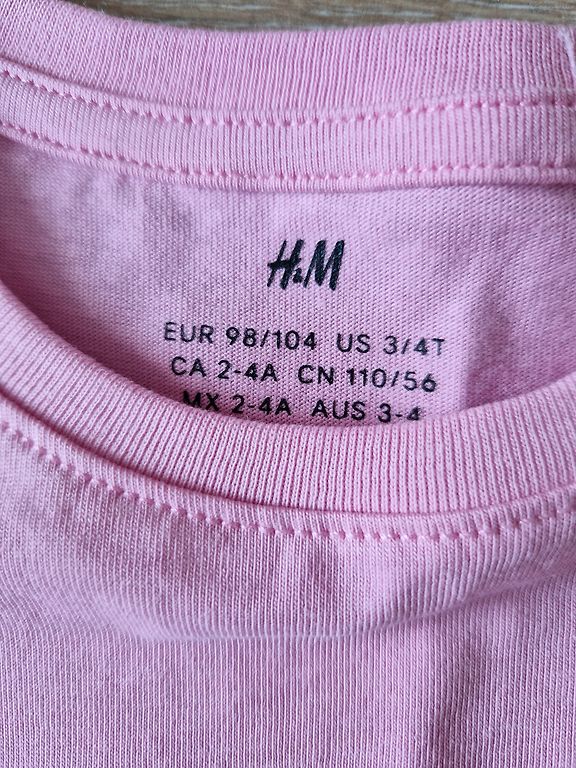 H&M
EUR 98/104 US 3/4T
CA 2-4A CN 110/56
MX 2-4A AUS 3-4